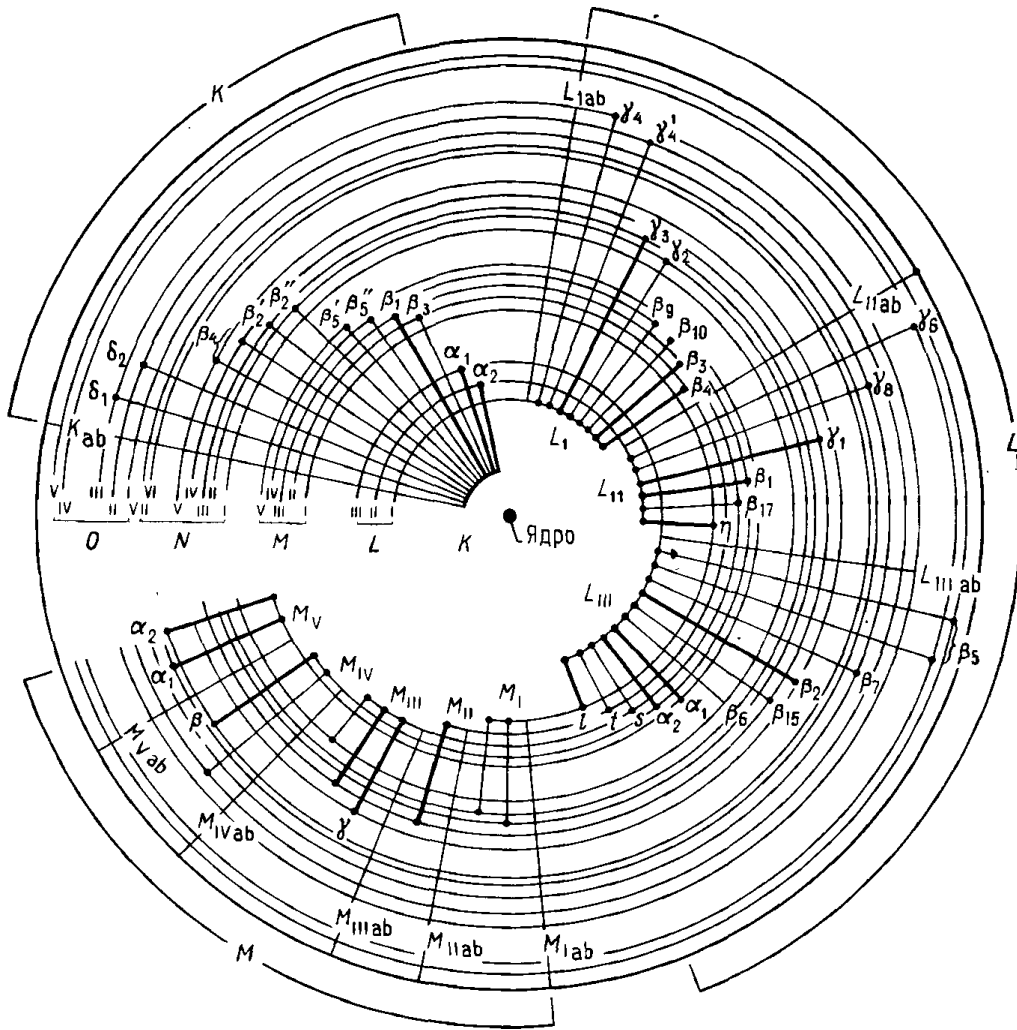 K
L₁ab
γ₄
γ₄'
γ₃
γ₂
β₉
β₁₀
β₃
β₄
L₁
L₁₁ab
γ₆
γ₈
γ₁
L
β₁
β₁₇
η
L₁₁
δ₂
δ₁
β₄
β₂'
β₂''
β₅'
β₅''
β₁
β₃
α₁
α₂
Kab
V IV III II VII VI V IV III II V IV III II III II
O N M L K
Ядро
LIIIab
LIII
β₅
β₇
β₂
β₁₅
β₆
α₁
α₂
s
t
l
MI
MII
MIII
MIV
MV
α₂
α₁
β
γ
MVab
MIVab
MIIIab
MIIab
MIab
M